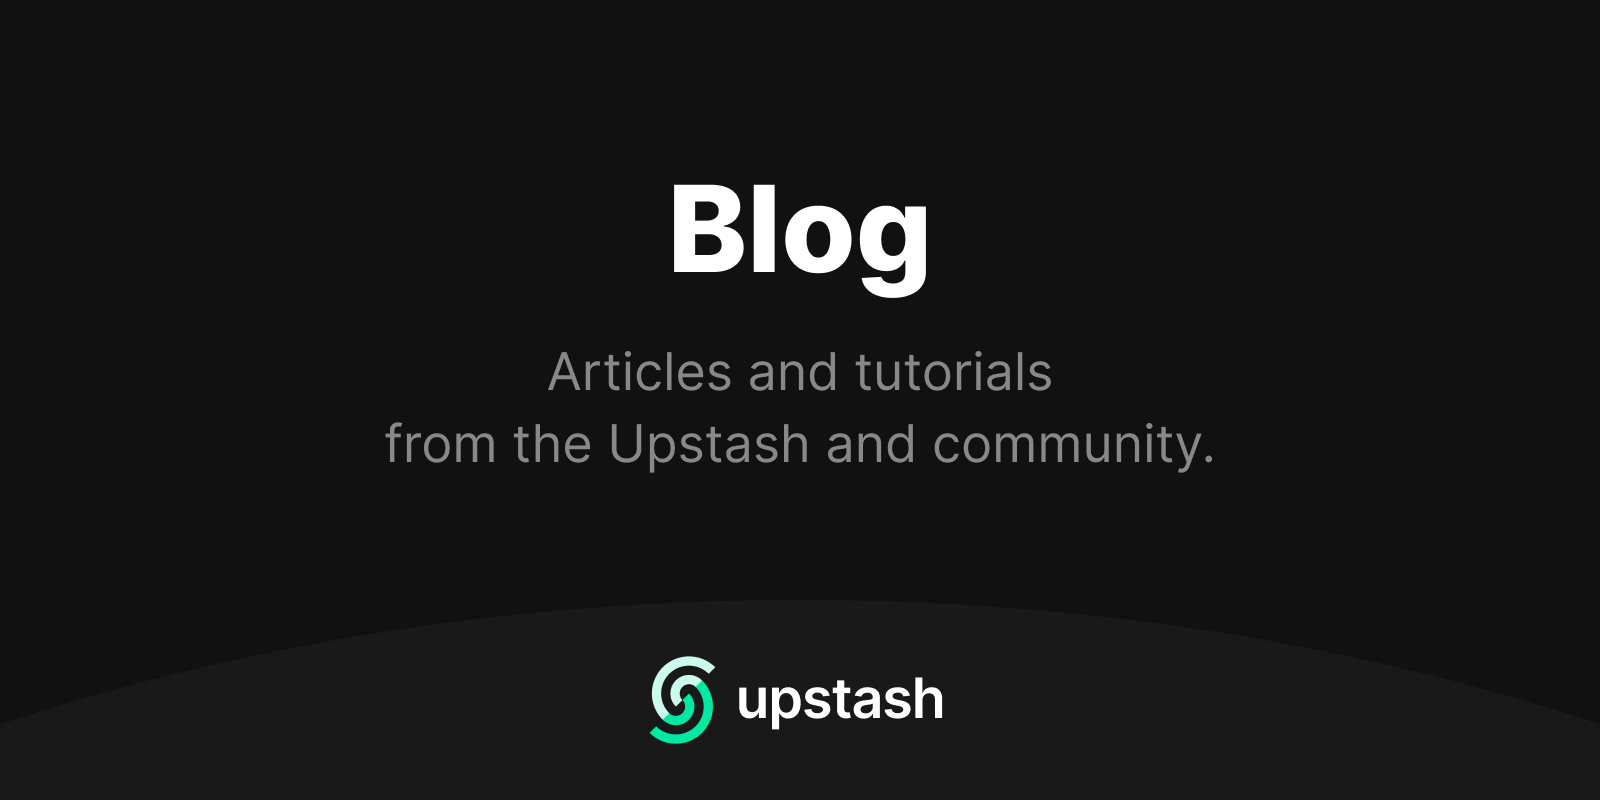 Blog
Articles and tutorials
from the Upstash and community.
upstash